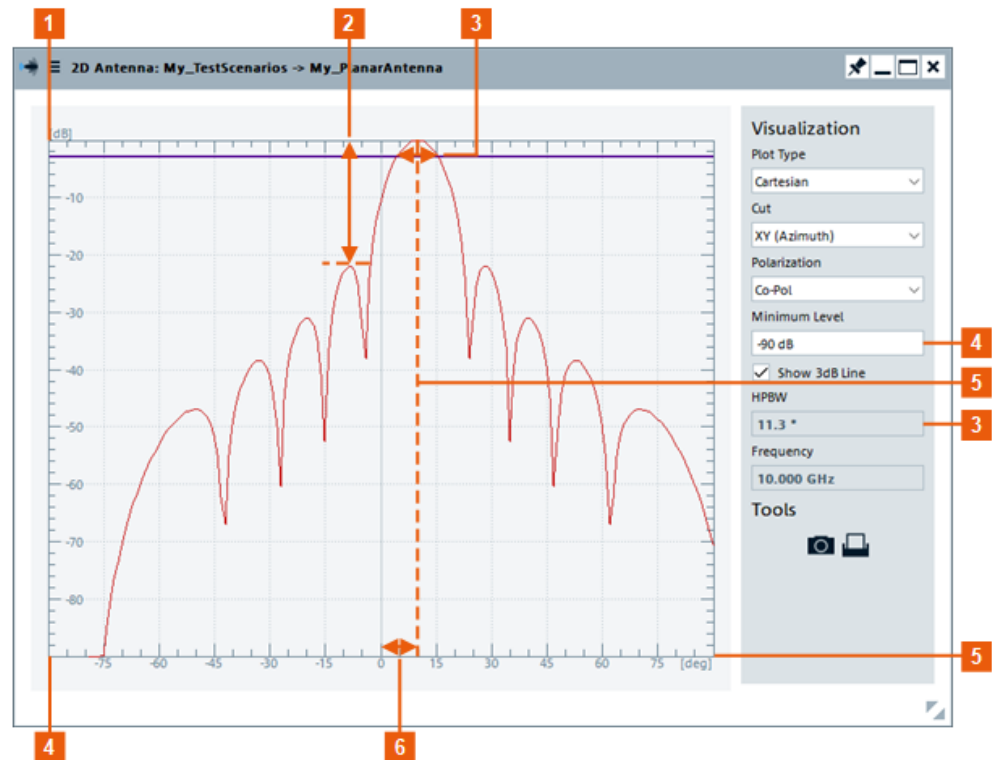 1
2
3
2D Antenna: My_TestScenarios -> My_PlanarAntenna
[dB]
-10
-20
-30
-40
-50
-60
-70
-80
-75
-60
-45
-30
-15
0
15
30
45
60
75
[deg]
Visualization
Plot Type
Cartesian
Cut
XY (Azimuth)
Polarization
Co-Pol
Minimum Level
-90 dB
4
Show 3dB Line
5
HPBW
11.3 °
3
Frequency
10.000 GHz
Tools
5
4
6